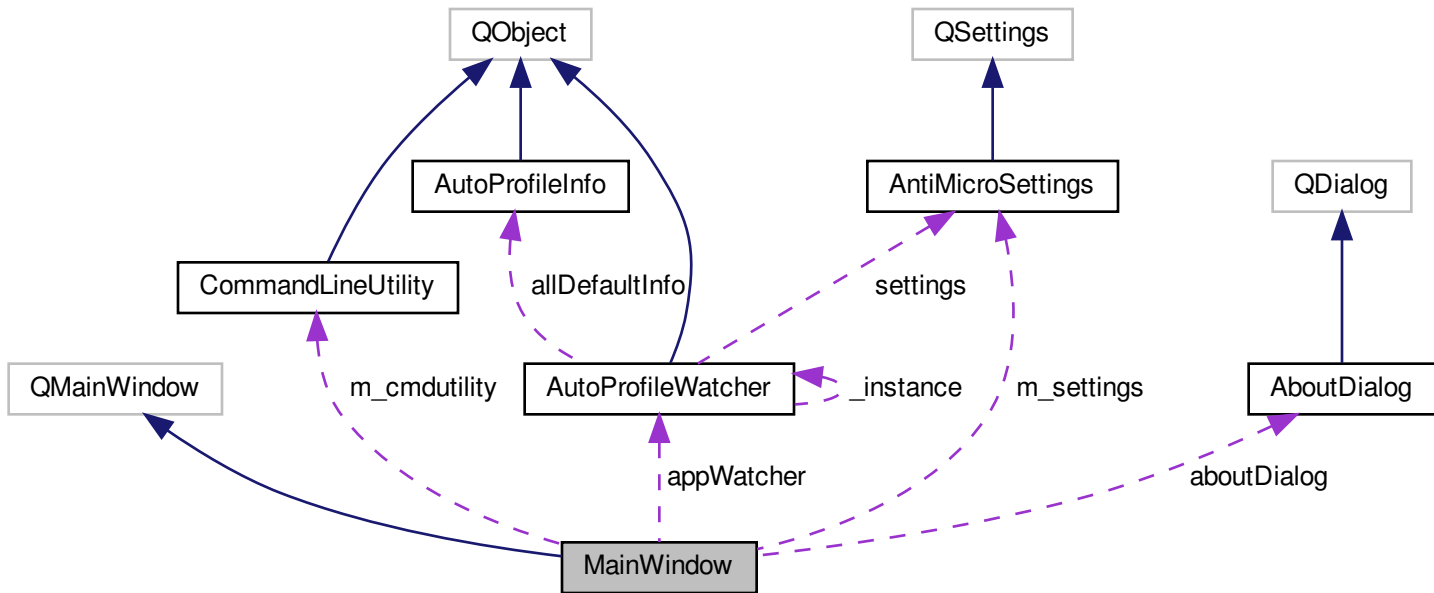 QObject
QSettings
AutoProfileInfo
AntiMicroSettings
QDialog
CommandLineUtility
allDefaultInfo
settings
QMainWindow
m_cmdutility
AutoProfileWatcher
_instance
m_settings
AboutDialog
appWatcher
aboutDialog
MainWindow